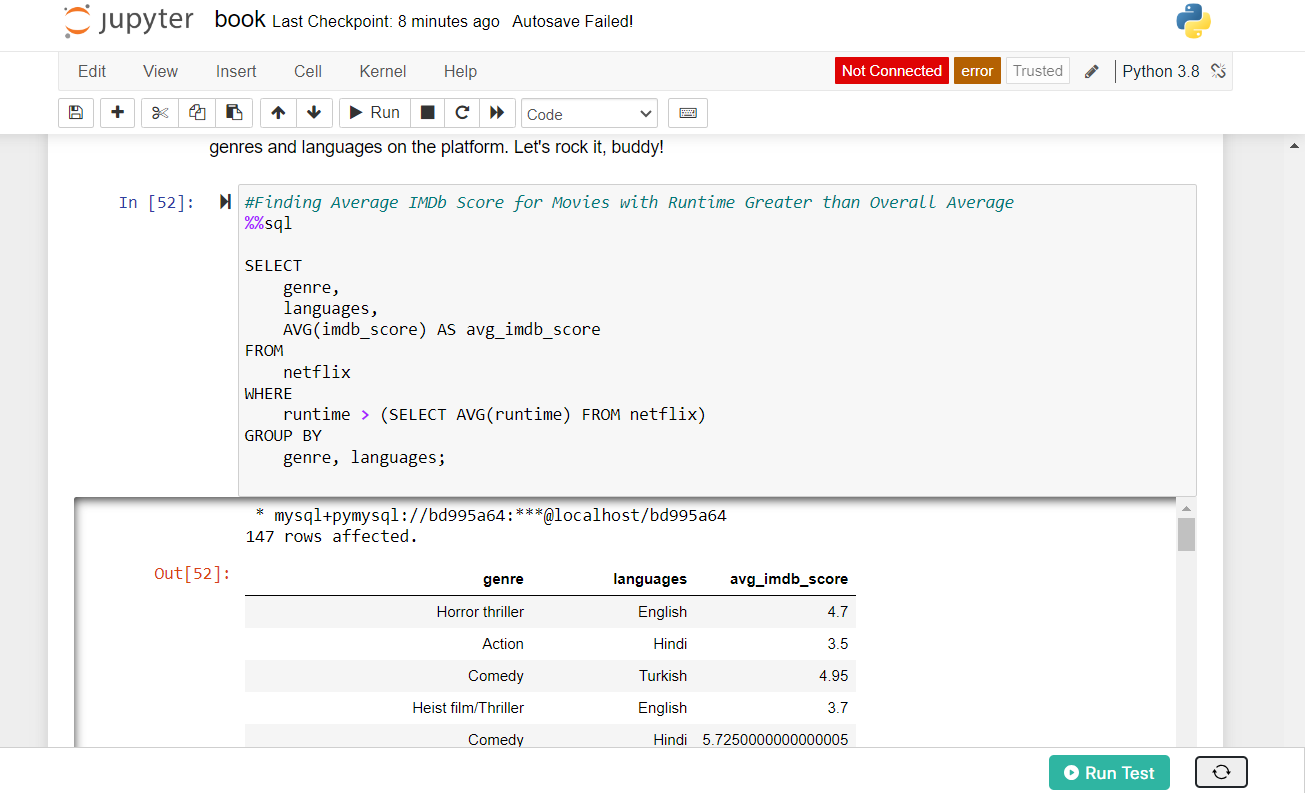 jupyter book Last Checkpoint: 8 minutes ago Autosave Failed!
Edit View Insert Cell Kernel Help Not Connected error Trusted Python 3.8
Run Code
genres and languages on the platform. Let's rock it, buddy!
In [52]: #Finding Average IMDb Score for Movies with Runtime Greater than Overall Average
%%sql
SELECT
    genre,
    languages,
    AVG(imdb_score) AS avg_imdb_score
FROM
    netflix
WHERE
    runtime > (SELECT AVG(runtime) FROM netflix)
GROUP BY
    genre, languages;
* mysql+pymysql://bd995a64:***@localhost/bd995a64
147 rows affected.
Out[52]:
genre languages avg_imdb_score
Horror thriller English 4.7
Action Hindi 3.5
Comedy Turkish 4.95
Heist film/Thriller English 3.7
Comedy Hindi 5.7250000000000005
Run Test